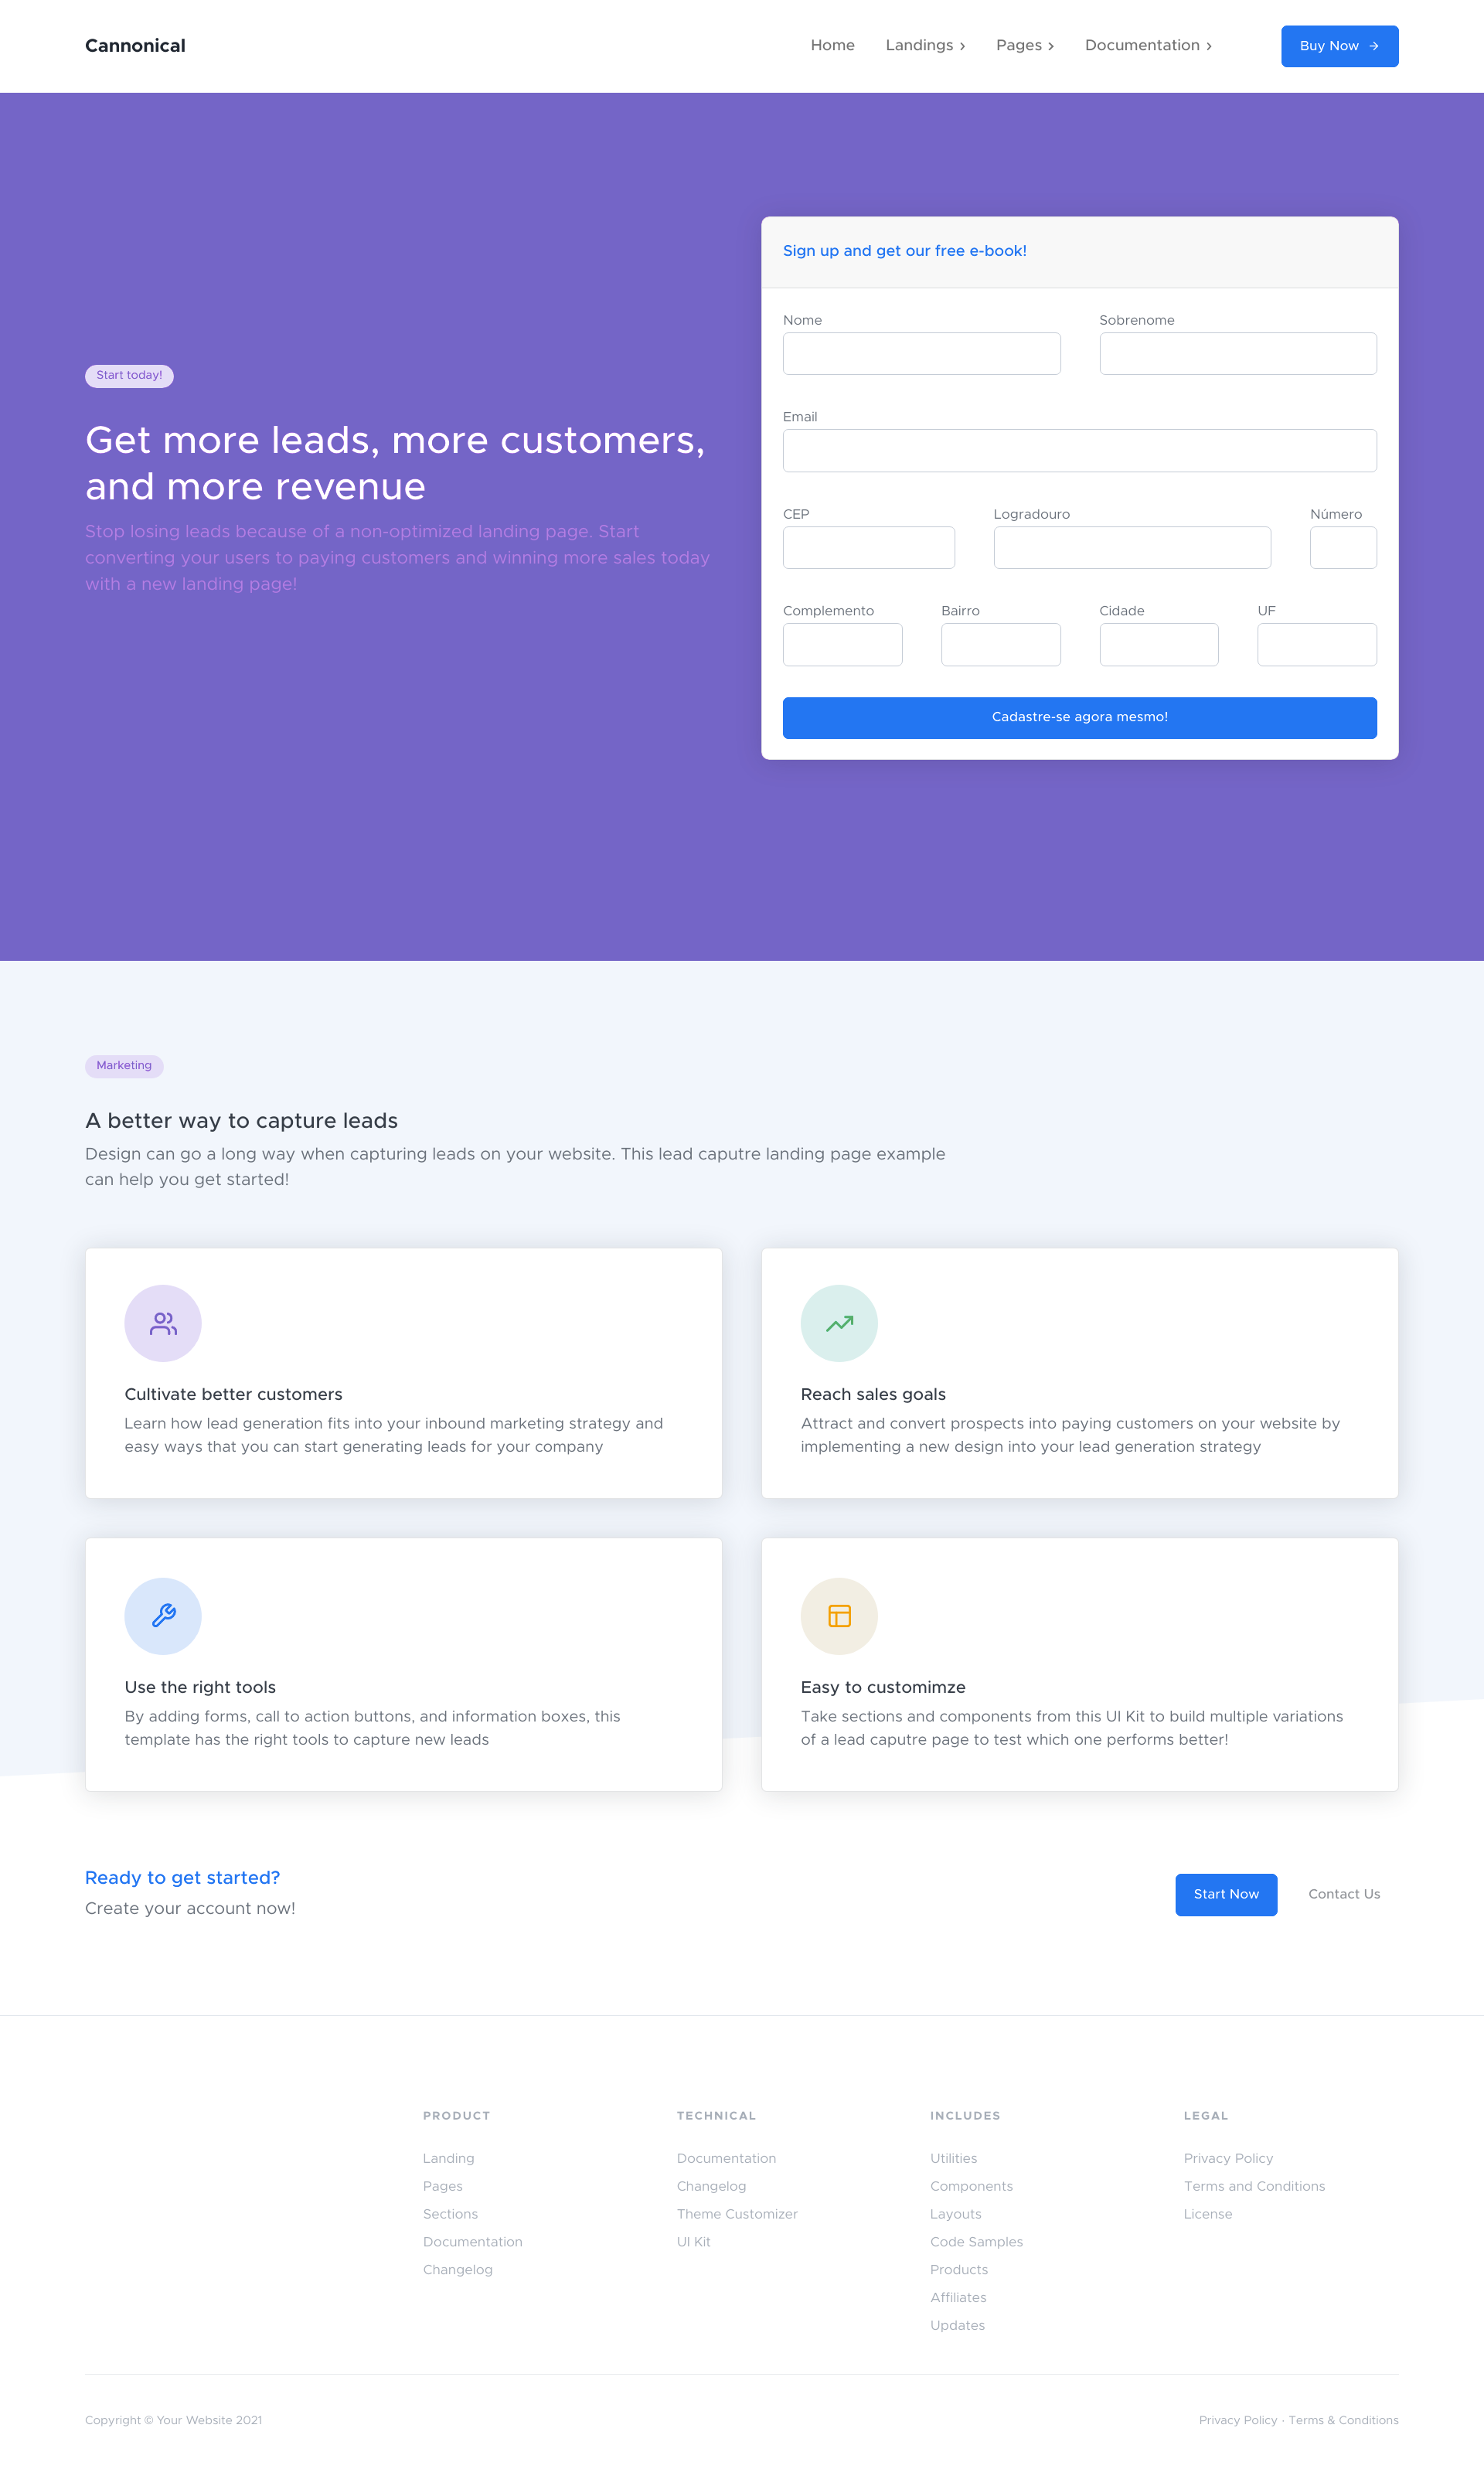 Cannonical
Home
Landings
Pages
Documentation
Buy Now
Start today!
Get more leads, more customers,
and more revenue
Stop losing leads because of a non-optimized landing page. Start
converting your users to paying customers and winning more sales today
with a new landing page!
Sign up and get our free e-book!
Nome
Sobrenome
Email
CEP
Logradouro
Número
Complemento
Bairro
Cidade
UF
Cadastre-se agora mesmo!
Marketing
A better way to capture leads
Design can go a long way when capturing leads on your website. This lead caputre landing page example
can help you get started!
Cultivate better customers
Learn how lead generation fits into your inbound marketing strategy and
easy ways that you can start generating leads for your company
Reach sales goals
Attract and convert prospects into paying customers on your website by
implementing a new design into your lead generation strategy
Use the right tools
By adding forms, call to action buttons, and information boxes, this
template has the right tools to capture new leads
Easy to customimze
Take sections and components from this UI Kit to build multiple variations
of a lead caputre page to test which one performs better!
Ready to get started?
Create your account now!
Start Now
Contact Us
PRODUCT
Landing
Pages
Sections
Documentation
Changelog
TECHNICAL
Documentation
Changelog
Theme Customizer
UI Kit
INCLUDES
Utilities
Components
Layouts
Code Samples
Products
Affiliates
Updates
LEGAL
Privacy Policy
Terms and Conditions
License
Copyright © Your Website 2021
Privacy Policy · Terms & Conditions